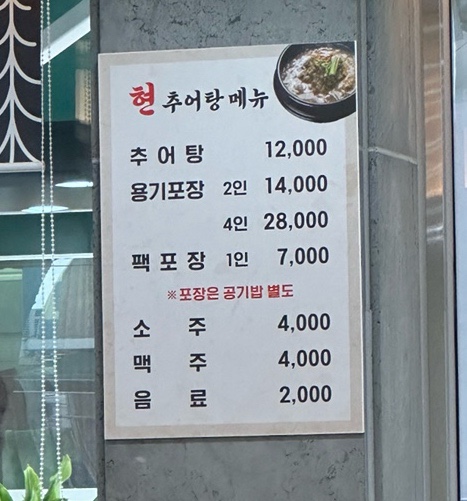 현 추어탕 메뉴
추어탕 12,000
용기포장 2인 14,000
4인 28,000
팩포장 1인 7,000
※ 포장은 공기밥 별도
소주 4,000
맥주 4,000
음료 2,000